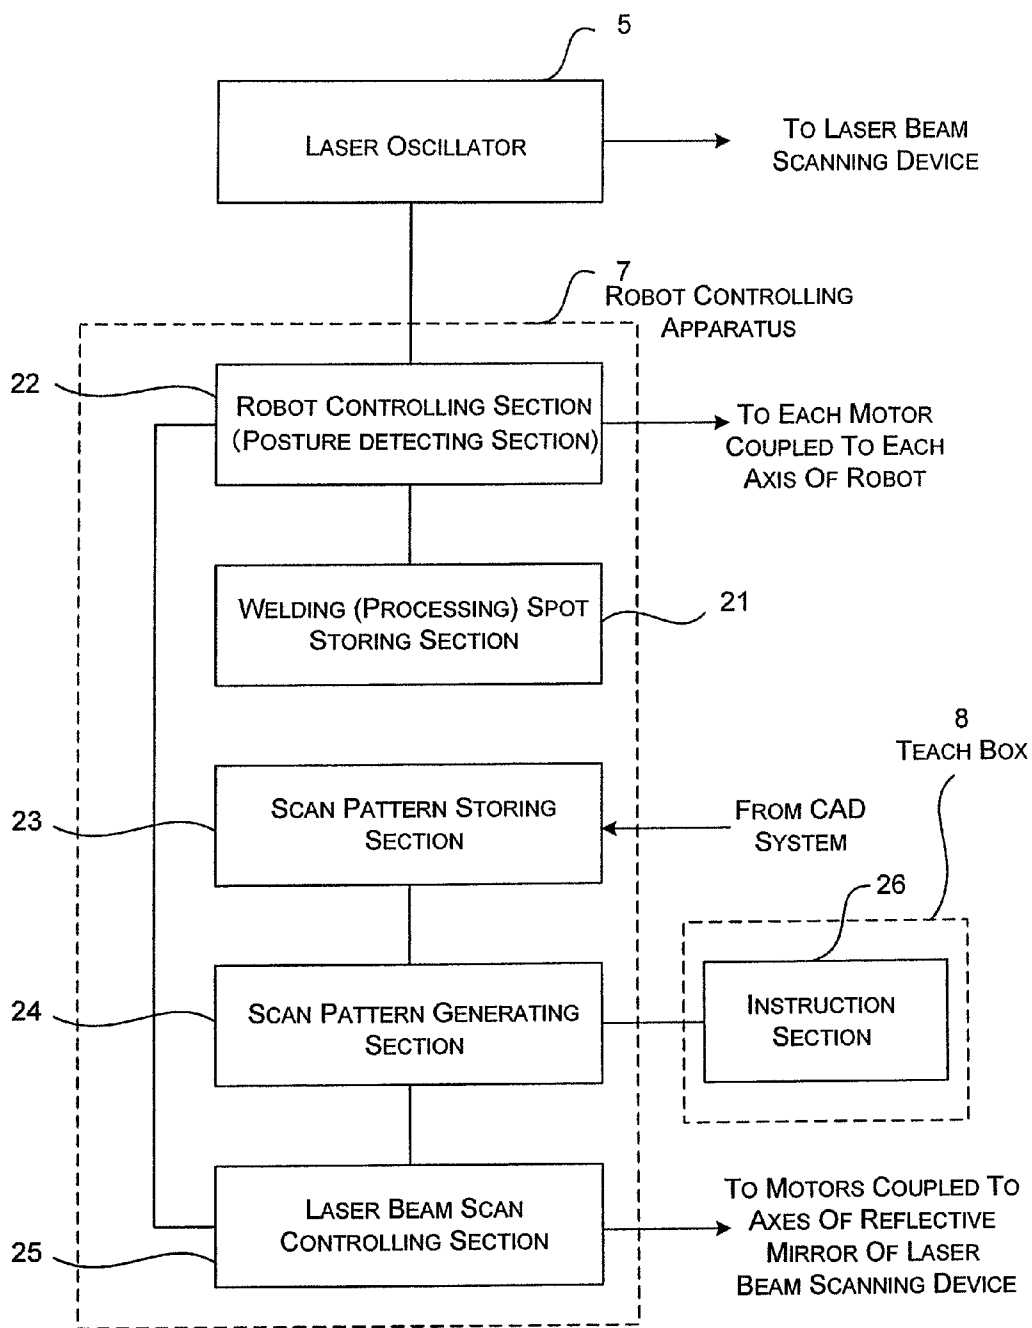 5
LASER OSCILLATOR
TO LASER BEAM
SCANNING DEVICE
7
ROBOT CONTROLLING
APPARATUS
22
ROBOT CONTROLLING SECTION
(POSTURE DETECTING SECTION)
TO EACH MOTOR
COUPLED TO EACH
AXIS OF ROBOT
WELDING (PROCESSING) SPOT
STORING SECTION
21
8
TEACH BOX
23
SCAN PATTERN STORING
SECTION
FROM CAD
SYSTEM
26
24
SCAN PATTERN GENERATING
SECTION
INSTRUCTION
SECTION
25
LASER BEAM SCAN
CONTROLLING SECTION
TO MOTORS COUPLED TO
AXES OF REFLECTIVE
MIRROR OF LASER
BEAM SCANNING DEVICE